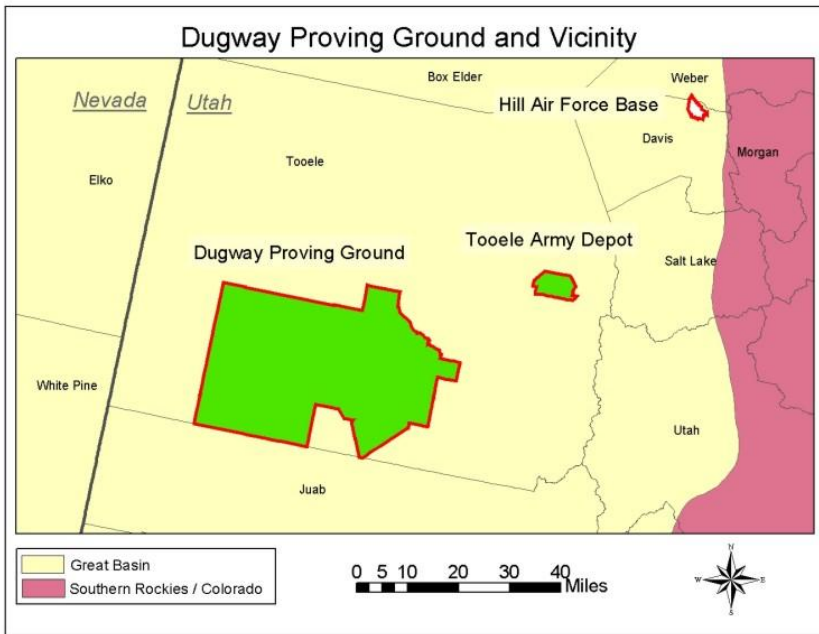 Dugway Proving Ground and Vicinity
Box Elder
Weber
Nevada
Utah
Hill Air Force Base
Davis
Morgan
Tooele
Elko
Tooele Army Depot
Dugway Proving Ground
Salt Lake
White Pine
Utah
Juab
Great Basin
Southern Rockies / Colorado
0 5 10 20 30 40
Miles
N
W E
S